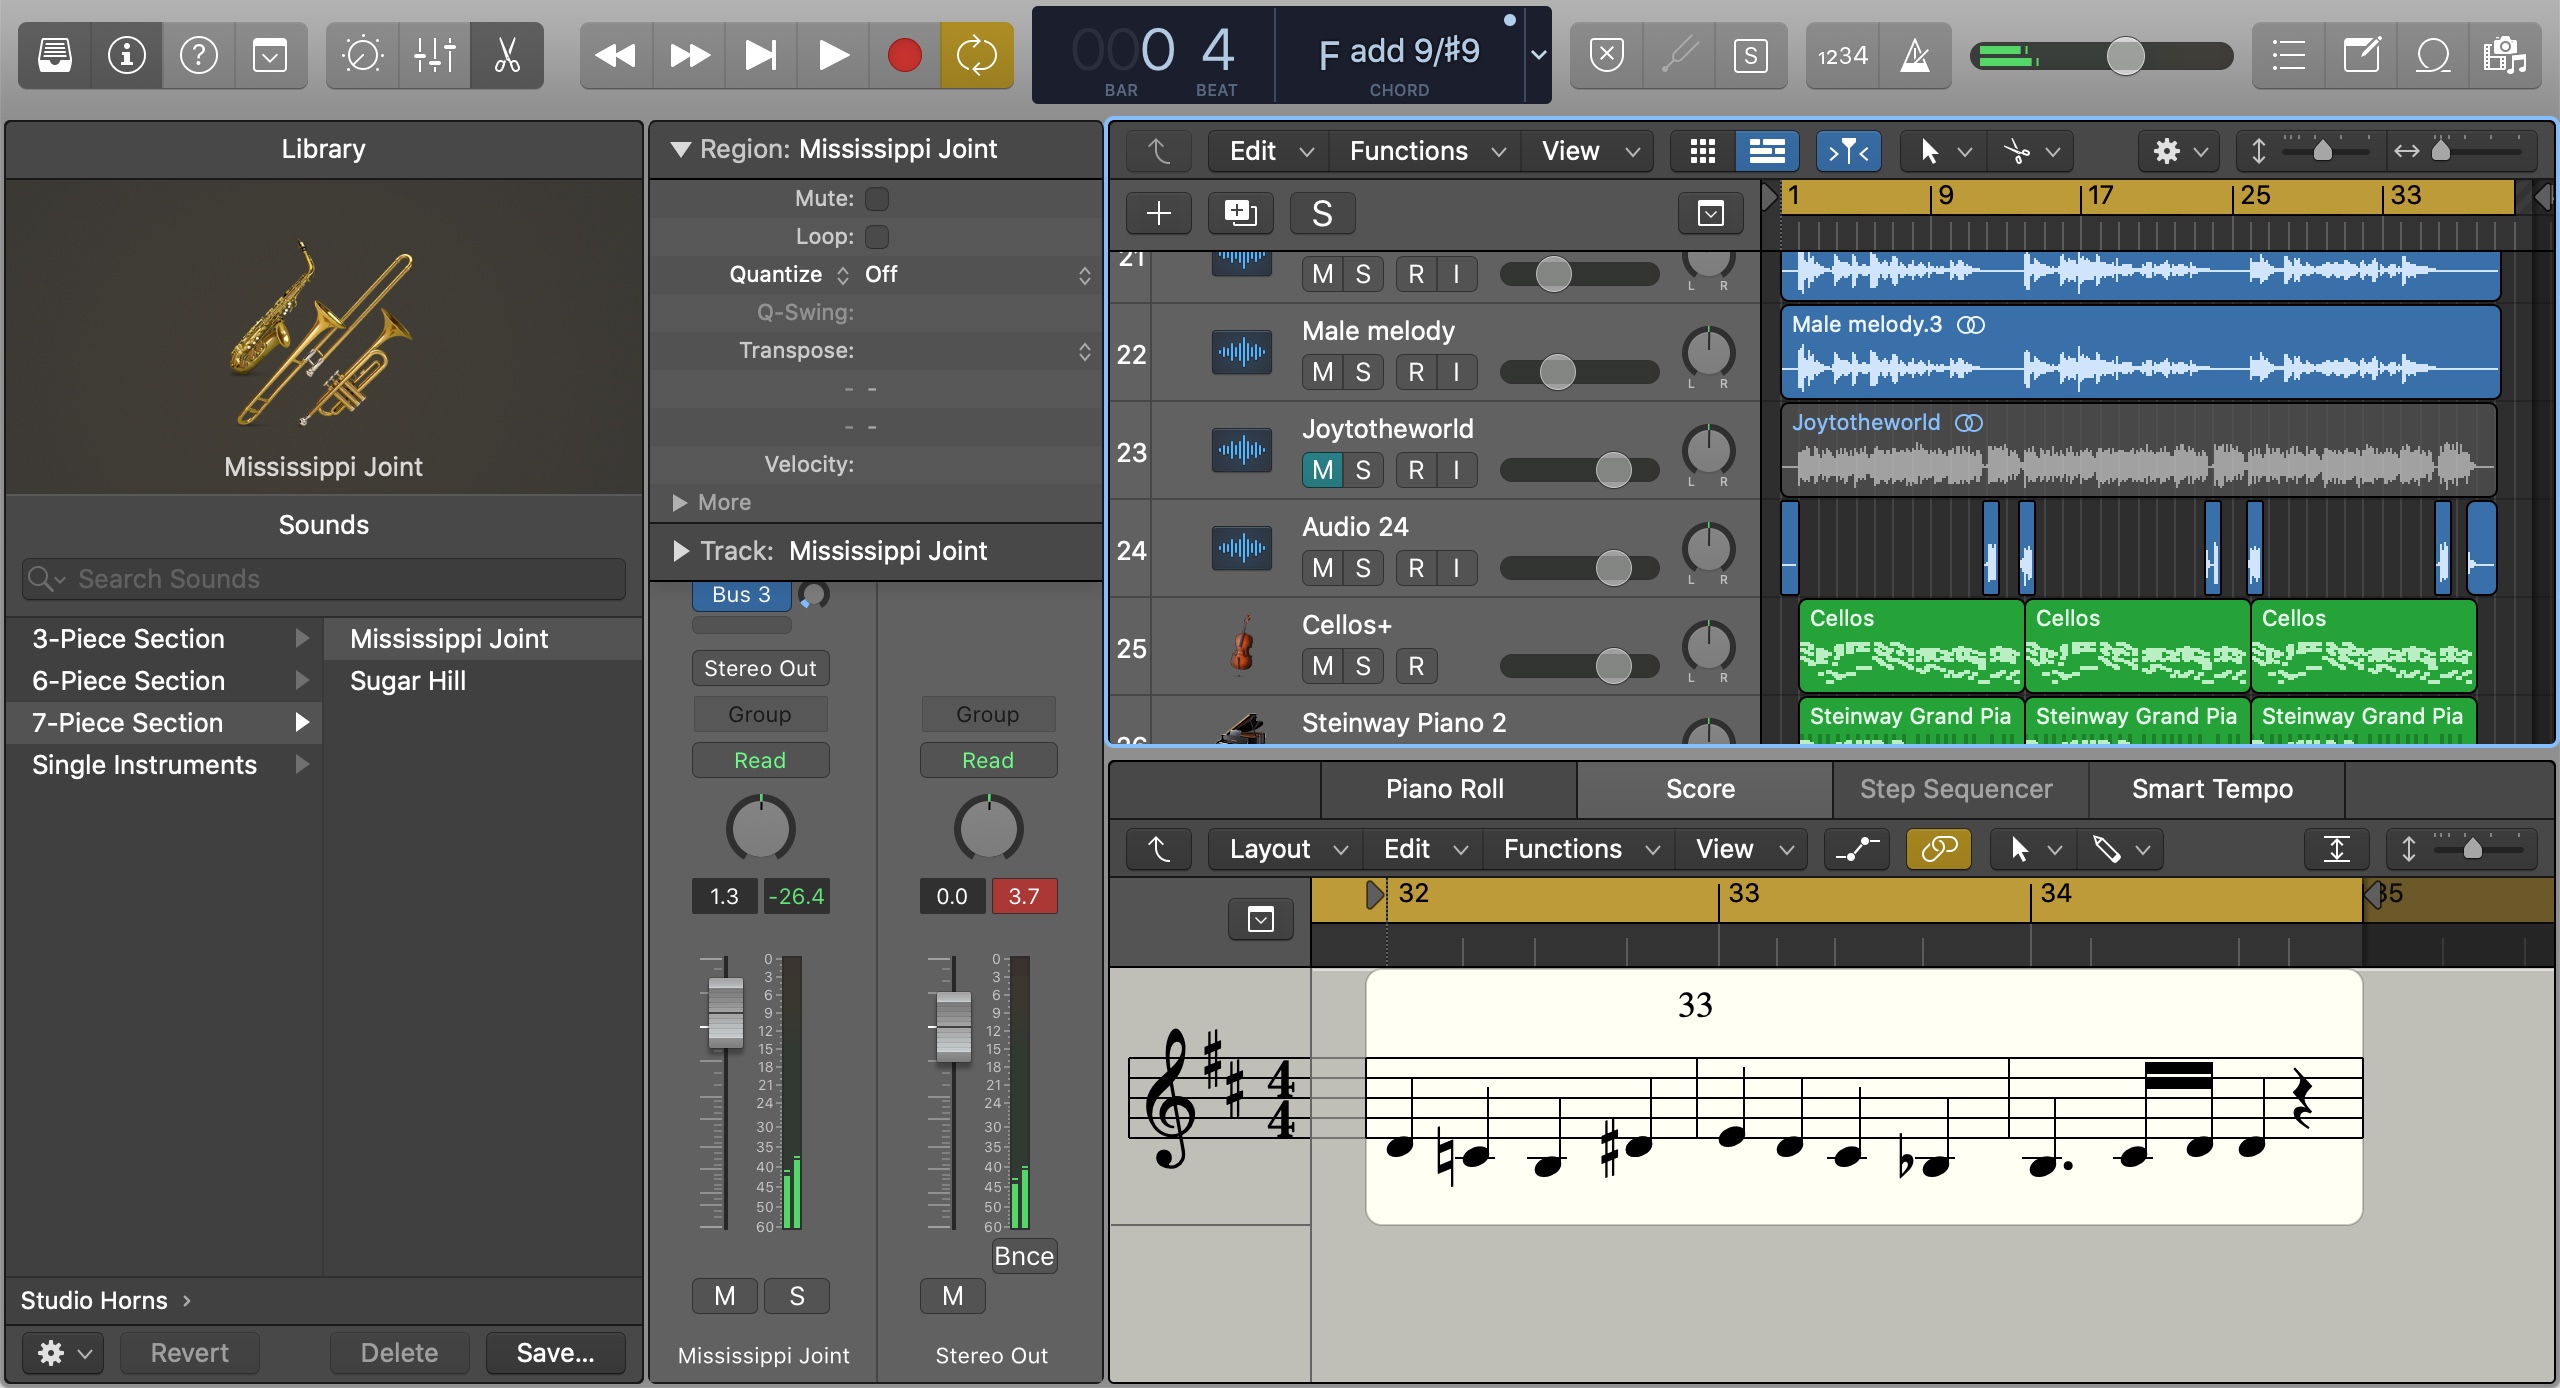 000 4
BAR BEAT
F add 9/#9
CHORD
S
1234
Library
Mississippi Joint
Sounds
Search Sounds
3-Piece Section
6-Piece Section
7-Piece Section
Single Instruments
Mississippi Joint
Sugar Hill
Studio Horns
Revert
Delete
Save...
Region: Mississippi Joint
Mute:
Loop:
Quantize Off
Q-Swing:
Transpose:
- -
- -
Velocity:
More
Track: Mississippi Joint
Bus 3
Stereo Out
Group
Read
1.3 -26.4
0
3
6
9
12
15
18
21
24
30
35
40
45
50
60
M S
Mississippi Joint
Group
Read
0.0 3.7
0
3
6
9
12
15
18
21
24
30
35
40
45
50
60
Bnce
M
Stereo Out
Edit Functions View
S
1 9 17 25 33
21
M S R I
L R
22
Male melody
M S R I
L R
Male melody.3
23
Joytotheworld
M S R I
L R
Joytotheworld
24
Audio 24
M S R I
L R
25
Cellos+
M S R
L R
Cellos Cellos Cellos
26
Steinway Piano 2
Steinway Grand Pia Steinway Grand Pia Steinway Grand Pia
Piano Roll Score Step Sequencer Smart Tempo
Layout Edit Functions View
32 33 34 35
33
4
4